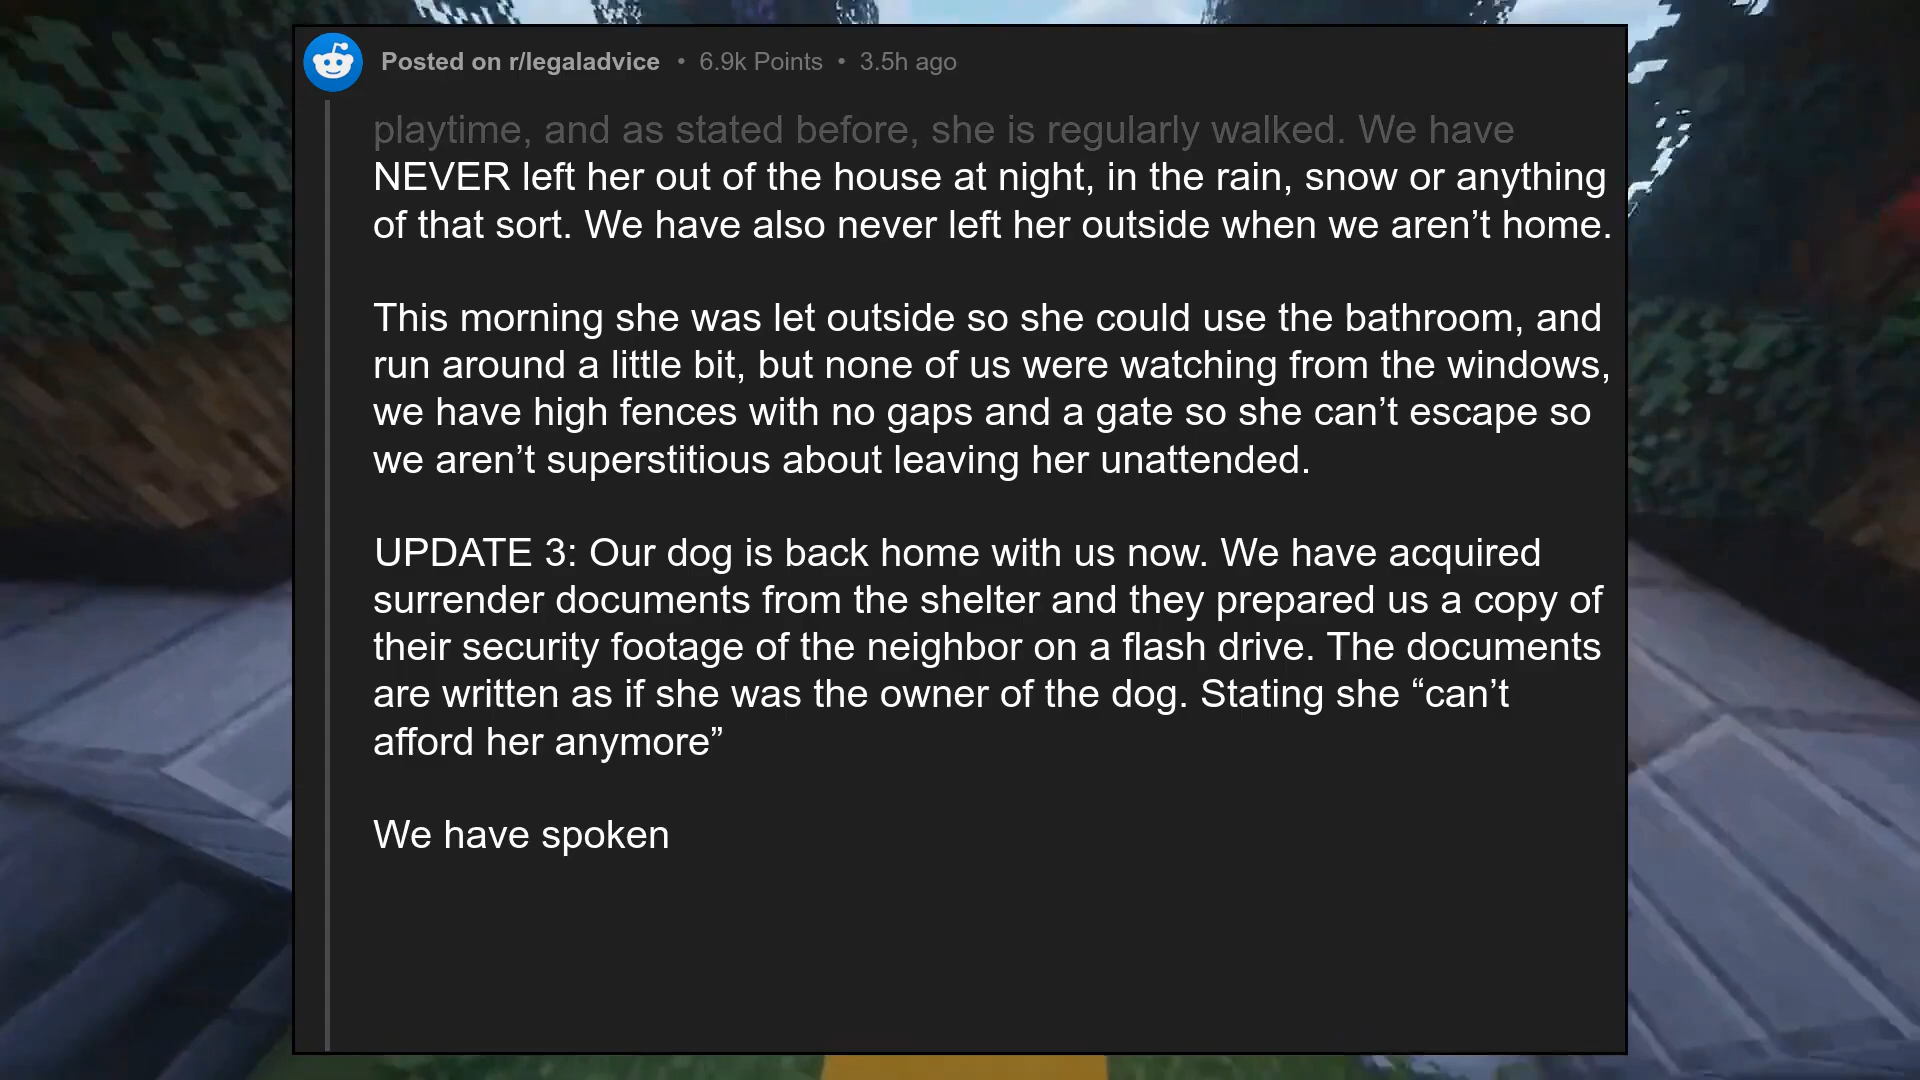 Posted on r/legaladvice • 6.9k Points • 3.5h ago
playtime, and as stated before, she is regularly walked. We have
NEVER left her out of the house at night, in the rain, snow or anything
of that sort. We have also never left her outside when we aren’t home.
This morning she was let outside so she could use the bathroom, and
run around a little bit, but none of us were watching from the windows,
we have high fences with no gaps and a gate so she can’t escape so
we aren’t superstitious about leaving her unattended.
UPDATE 3: Our dog is back home with us now. We have acquired
surrender documents from the shelter and they prepared us a copy of
their security footage of the neighbor on a flash drive. The documents
are written as if she was the owner of the dog. Stating she “can’t
afford her anymore”
We have spoken